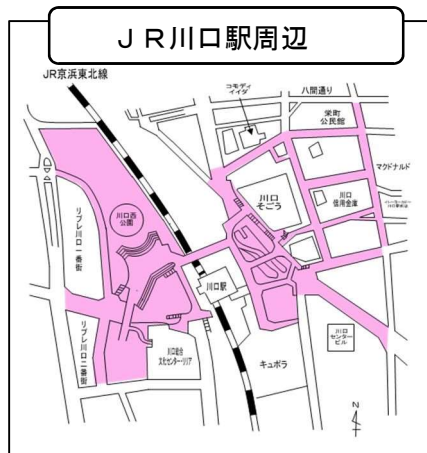 ＪＲ川口駅周辺
JR京浜東北線
コモディ
イイダ
八間通り
栄町
公民館
マクドナルド
川口
そごう
川口
信用金庫
川口西
公園
リプレ川口一番街
川口駅
リプレ川口二番街
川口総合
文化センター・リリア
キュポラ
川口
センター
ビル
N